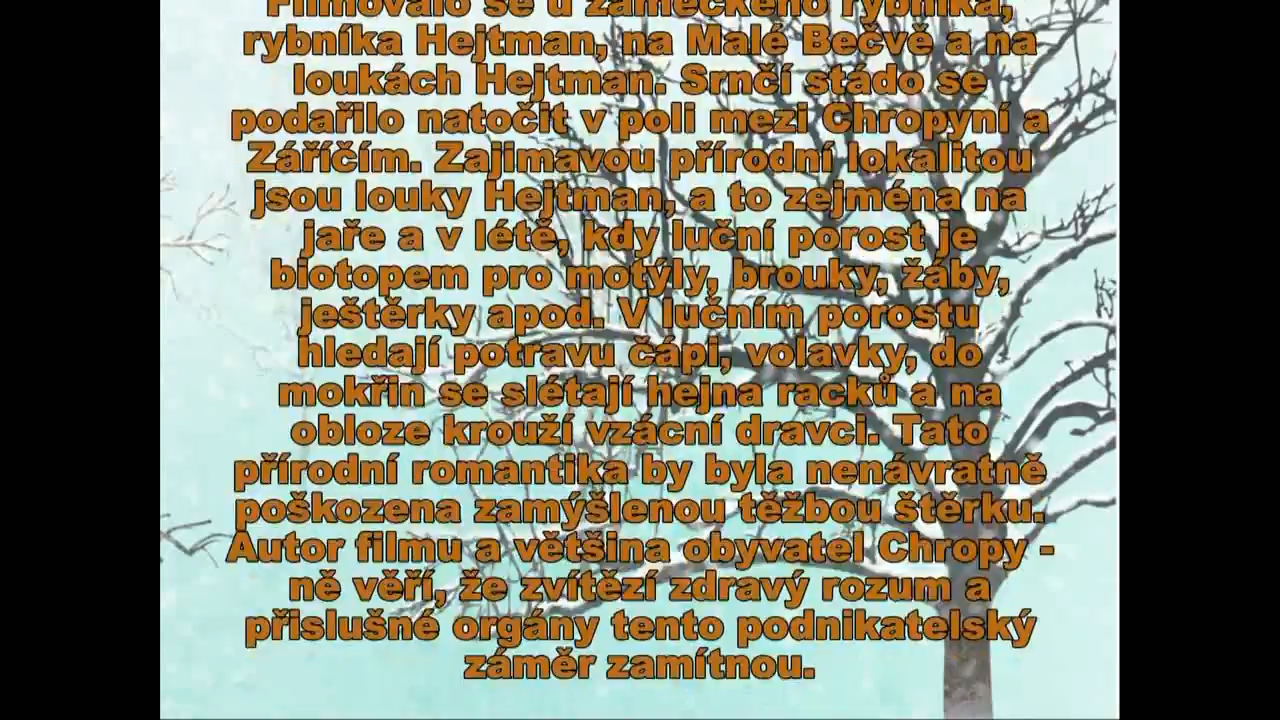 Filmovalo se u zámeckého rybníka,
rybníka Hejtman, na Malé Bečvě a na
loukách Hejtman. Srnčí stádo se
podařilo natočit v poli mezi Chropyní a
Záříčím. Zajimavou přírodní lokalitou
jsou louky Hejtman, a to zejména na
jaře a v létě, kdy luční porost je
biotopem pro motýly, brouky, žáby,
ještěrky apod. V lučním porostu
hledají potravu čápi, volavky, do
mokřin se slétají hejna racků a na
obloze krouží vzácní dravci. Tato
přírodní romantika by byla nenávratně
poškozena zamýšlenou těžbou štěrku.
Autor filmu a většina obyvatel Chropy -
ně věří, že zvítězí zdravý rozum a
přislušné orgány tento podnikatelský
záměr zamítnou.